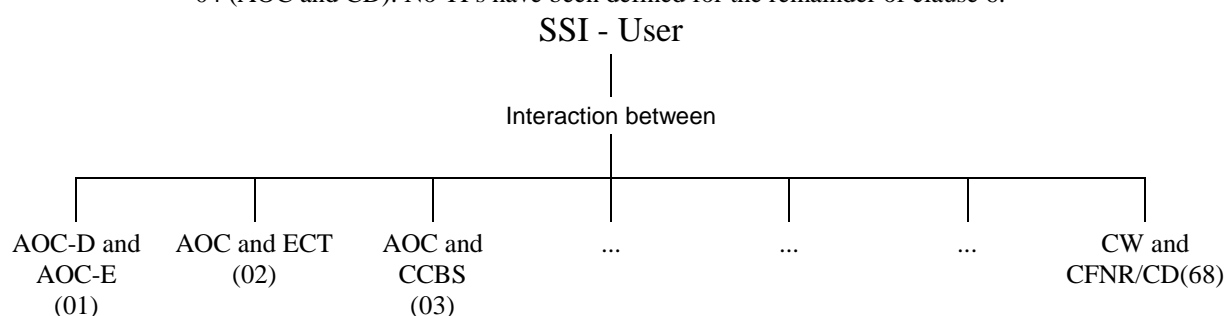 04 (AOC and CD). No TPs have been defined for the remainder of clause 6.
SSI - User
Interaction between
AOC-D and AOC-E (01)
AOC and ECT (02)
AOC and CCBS (03)
...
...
...
CW and CFNR/CD(68)